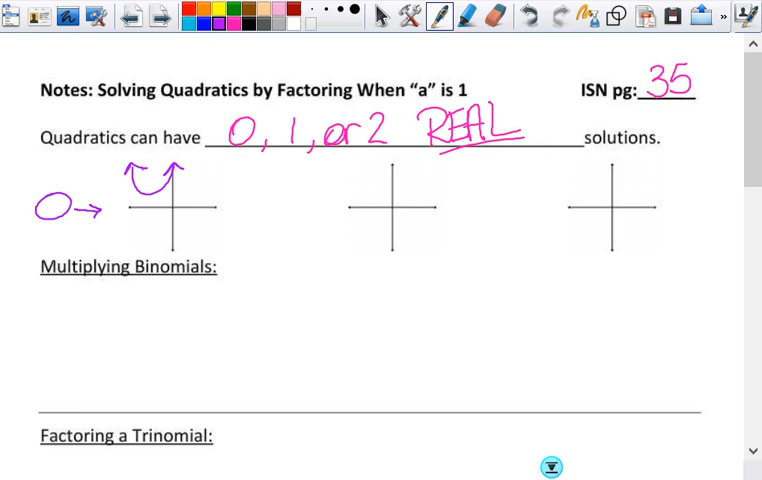 Notes: Solving Quadratics by Factoring When “a” is 1 ISN pg: 35
Quadratics can have 0, 1, or 2 REAL solutions.
0
Multiplying Binomials:
Factoring a Trinomial: